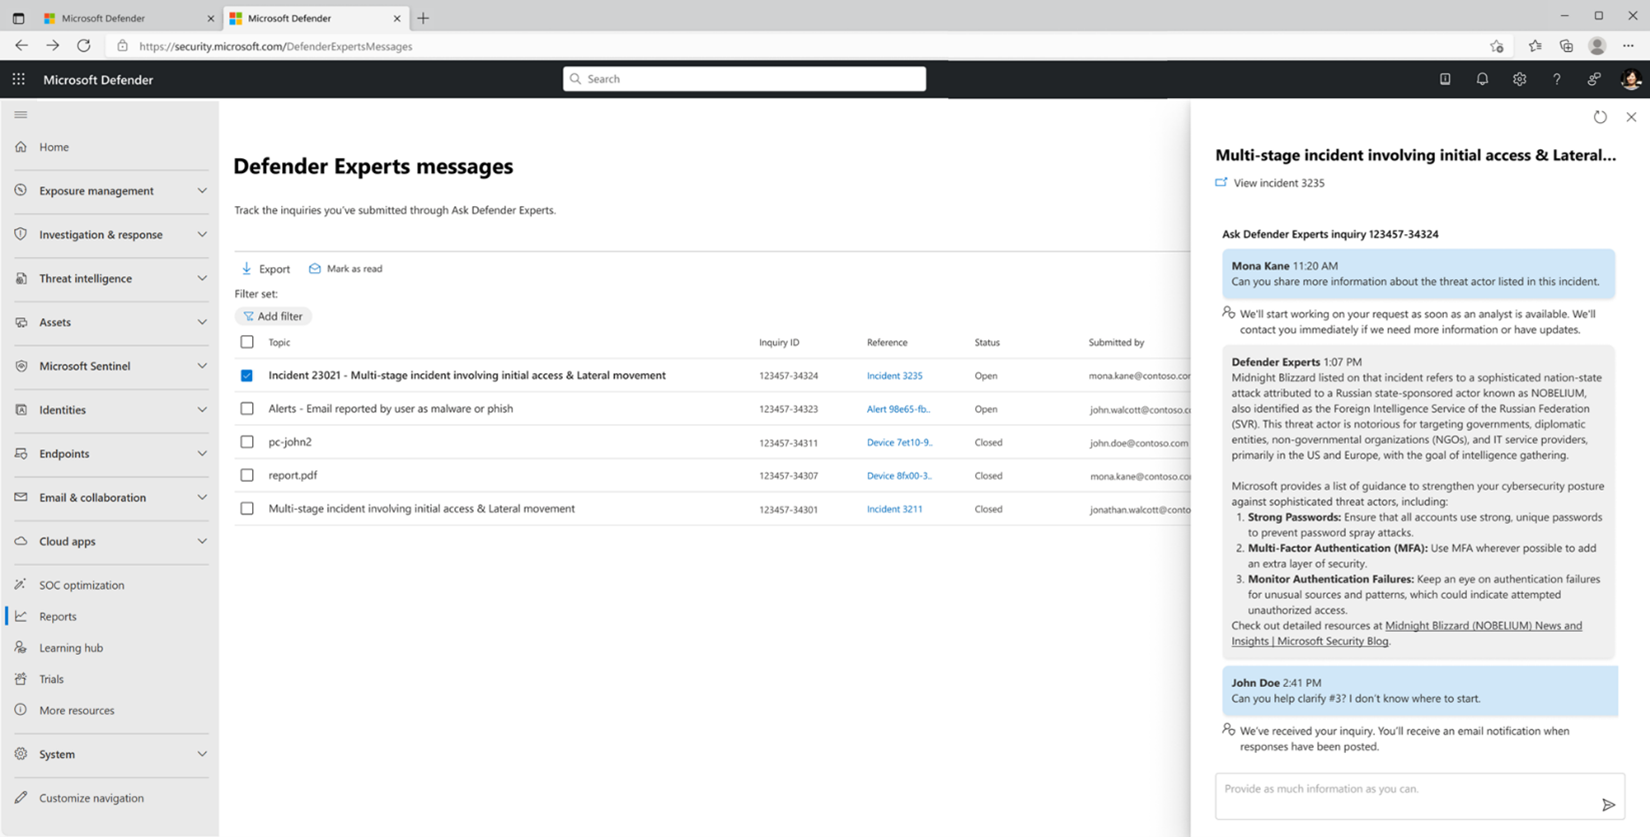 Microsoft Defender
Microsoft Defender
https://security.microsoft.com/DefenderExpertsMessages
Microsoft Defender
Search
Home
Exposure management
Investigation & response
Threat intelligence
Assets
Microsoft Sentinel
Identities
Endpoints
Email & collaboration
Cloud apps
SOC optimization
Reports
Learning hub
Trials
More resources
System
Customize navigation
Defender Experts messages
Track the inquiries you've submitted through Ask Defender Experts.
Export Mark as read
Filter set:
Add filter
Topic Inquiry ID Reference Status Submitted by
Incident 23021 - Multi-stage incident involving initial access & Lateral movement 123457-34324 Incident 3235 Open mona.kane@contoso.cor
Alerts - Email reported by user as malware or phish 123457-34323 Alert 98e65-fb.. Open john.walcott@contoso.c
pc-john2 123457-34311 Device 7et10-9.. Closed john.doe@contoso.com
report.pdf 123457-34307 Device 8fx00-3.. Closed mona.kane@contoso.co
Multi-stage incident involving initial access & Lateral movement 123457-34301 Incident 3211 Closed jonathan.walcott@conto
Multi-stage incident involving initial access & Lateral...
View incident 3235
Ask Defender Experts inquiry 123457-34324
Mona Kane 11:20 AM
Can you share more information about the threat actor listed in this incident.
We'll start working on your request as soon as an analyst is available. We'll
contact you immediately if we need more information or have updates.
Defender Experts 1:07 PM
Midnight Blizzard listed on that incident refers to a sophisticated nation-state
attack attributed to a Russian state-sponsored actor known as NOBELIUM,
also identified as the Foreign Intelligence Service of the Russian Federation
(SVR). This threat actor is notorious for targeting governments, diplomatic
entities, non-governmental organizations (NGOs), and IT service providers,
primarily in the US and Europe, with the goal of intelligence gathering.
Microsoft provides a list of guidance to strengthen your cybersecurity posture
against sophisticated threat actors, including:
1. Strong Passwords: Ensure that all accounts use strong, unique passwords
to prevent password spray attacks.
2. Multi-Factor Authentication (MFA): Use MFA wherever possible to add
an extra layer of security.
3. Monitor Authentication Failures: Keep an eye on authentication failures
for unusual sources and patterns, which could indicate attempted
unauthorized access.
Check out detailed resources at Midnight Blizzard (NOBELIUM) News and
Insights | Microsoft Security Blog.
John Doe 2:41 PM
Can you help clarify #3? I don't know where to start.
We've received your inquiry. You'll receive an email notification when
responses have been posted.
Provide as much information as you can.